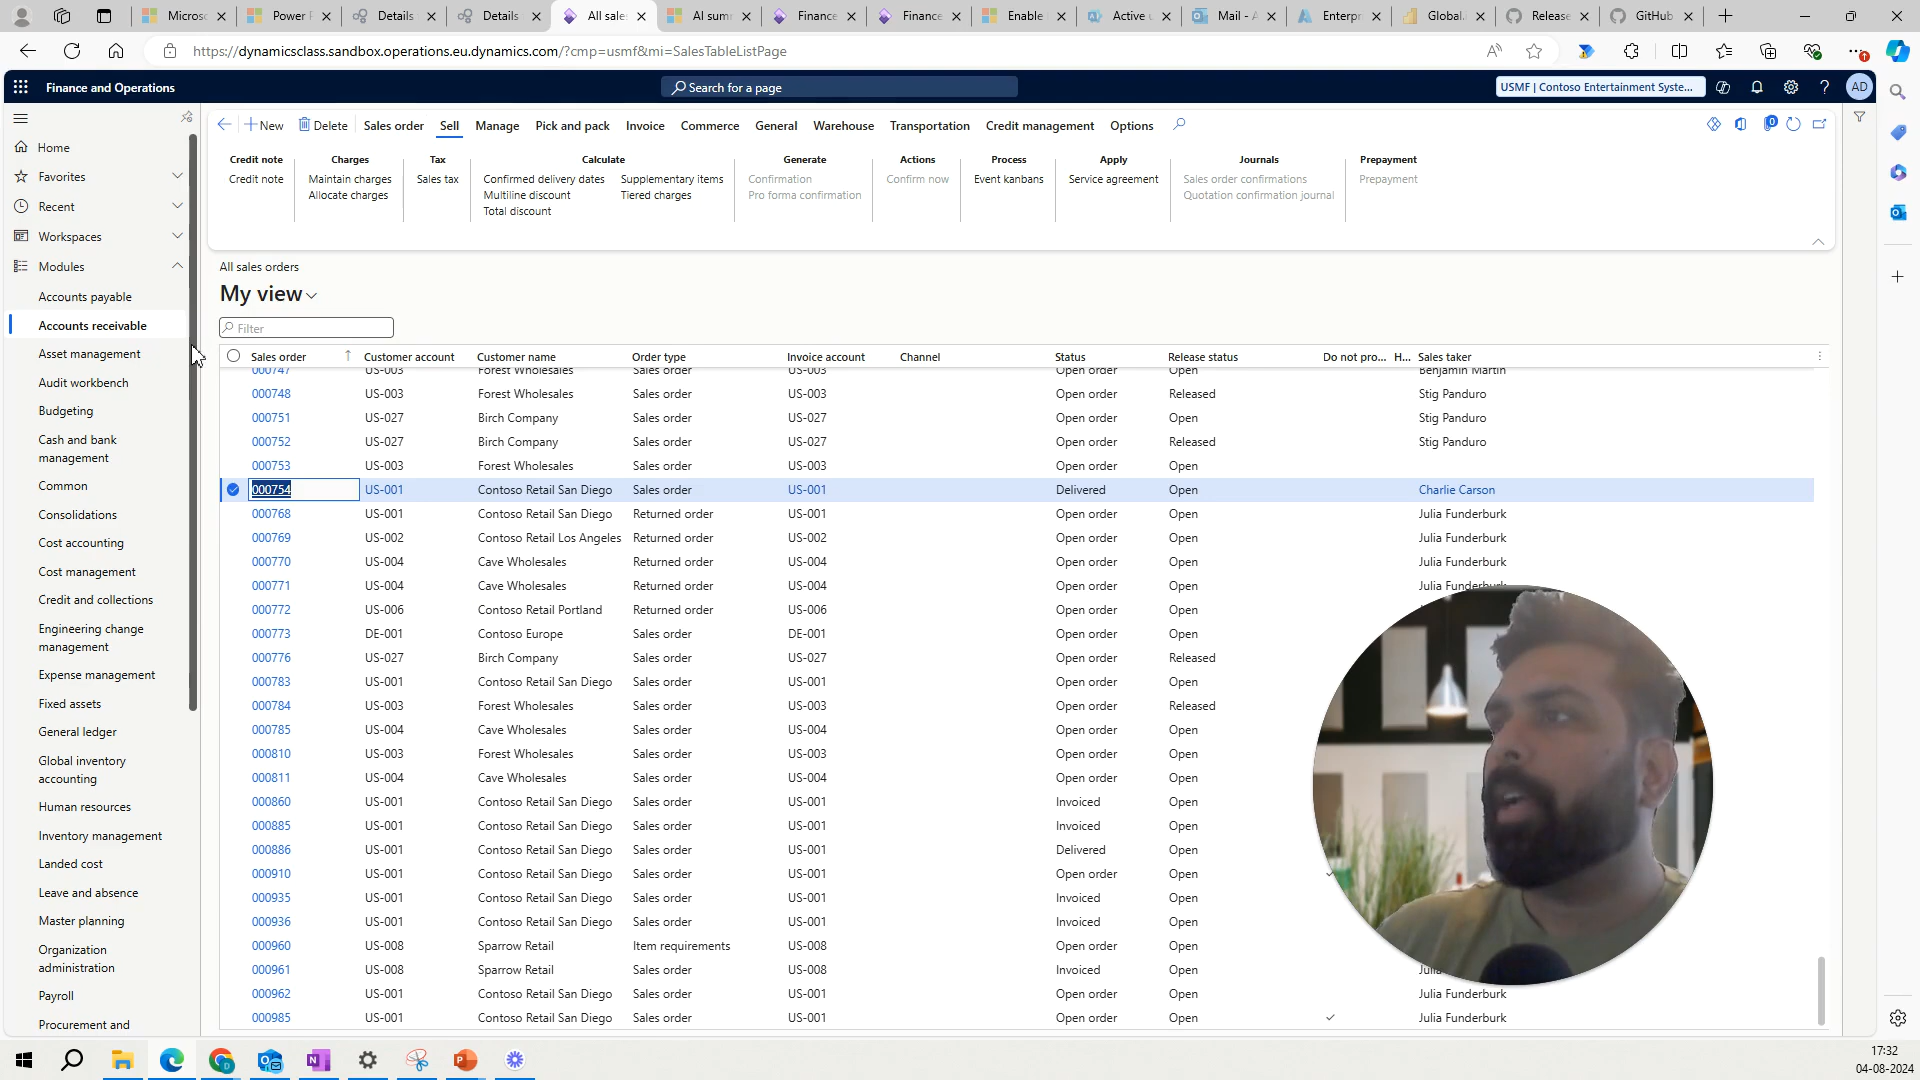 Microsc
Power F
Details
Details
All sales
AI sum
Finance
Finance
Enable
Active u
Mail - A
Enterpr
Global.
Release
GitHub
https://dynamicsclass.sandbox.operations.eu.dynamics.com/?cmp=usmf&mi=SalesTableListPage
Finance and Operations
Search for a page
USMF | Contoso Entertainment Syste...
AD
New
Delete
Sales order
Sell
Manage
Pick and pack
Invoice
Commerce
General
Warehouse
Transportation
Credit management
Options
0
Credit note
Charges
Tax
Calculate
Generate
Actions
Process
Apply
Journals
Prepayment
Credit note
Maintain charges
Sales tax
Confirmed delivery dates
Supplementary items
Confirmation
Confirm now
Event kanbans
Service agreement
Sales order confirmations
Prepayment
Allocate charges
Multiline discount
Tiered charges
Pro forma confirmation
Quotation confirmation journal
Total discount
Home
Favorites
Recent
Workspaces
Modules
Accounts payable
Accounts receivable
Asset management
Audit workbench
Budgeting
Cash and bank
management
Common
Consolidations
Cost accounting
Cost management
Credit and collections
Engineering change
management
Expense management
Fixed assets
General ledger
Global inventory
accounting
Human resources
Inventory management
Landed cost
Leave and absence
Master planning
Organization
administration
Payroll
Procurement and
All sales orders
My view
Filter
Sales order Customer account Customer name Order type Invoice account Channel Status Release status Do not pro... H... Sales taker
000747 US-003 Forest Wholesales Sales order US-003 Open order Open Benjamin Martin
000748 US-003 Forest Wholesales Sales order US-003 Open order Released Stig Panduro
000751 US-027 Birch Company Sales order US-027 Open order Open Stig Panduro
000752 US-027 Birch Company Sales order US-027 Open order Released Stig Panduro
000753 US-003 Forest Wholesales Sales order US-003 Open order Open
000754 US-001 Contoso Retail San Diego Sales order US-001 Delivered Open Charlie Carson
000768 US-001 Contoso Retail San Diego Returned order US-001 Open order Open Julia Funderburk
000769 US-002 Contoso Retail Los Angeles Returned order US-002 Open order Open Julia Funderburk
000770 US-004 Cave Wholesales Returned order US-004 Open order Open Julia Funderburk
000771 US-004 Cave Wholesales Returned order US-004 Open order Open Julia Funderburk
000772 US-006 Contoso Retail Portland Returned order US-006 Open order Open
000773 DE-001 Contoso Europe Sales order DE-001 Open order Open
000776 US-027 Birch Company Sales order US-027 Open order Released
000783 US-001 Contoso Retail San Diego Sales order US-001 Open order Open
000784 US-003 Forest Wholesales Sales order US-003 Open order Released
000785 US-004 Cave Wholesales Sales order US-004 Open order Open
000810 US-003 Forest Wholesales Sales order US-003 Open order Open
000811 US-004 Cave Wholesales Sales order US-004 Open order Open
000860 US-001 Contoso Retail San Diego Sales order US-001 Invoiced Open
000885 US-001 Contoso Retail San Diego Sales order US-001 Invoiced Open
000886 US-001 Contoso Retail San Diego Sales order US-001 Delivered Open
000910 US-001 Contoso Retail San Diego Sales order US-001 Open order Open
000935 US-001 Contoso Retail San Diego Sales order US-001 Invoiced Open
000936 US-001 Contoso Retail San Diego Sales order US-001 Invoiced Open
000960 US-008 Sparrow Retail Item requirements US-008 Open order Open
000961 US-008 Sparrow Retail Sales order US-008 Invoiced Open
000962 US-001 Contoso Retail San Diego Sales order US-001 Open order Open Julia Funderburk
000985 US-001 Contoso Retail San Diego Sales order US-001 Open order Open Julia Funderburk
17:32
04-08-2024